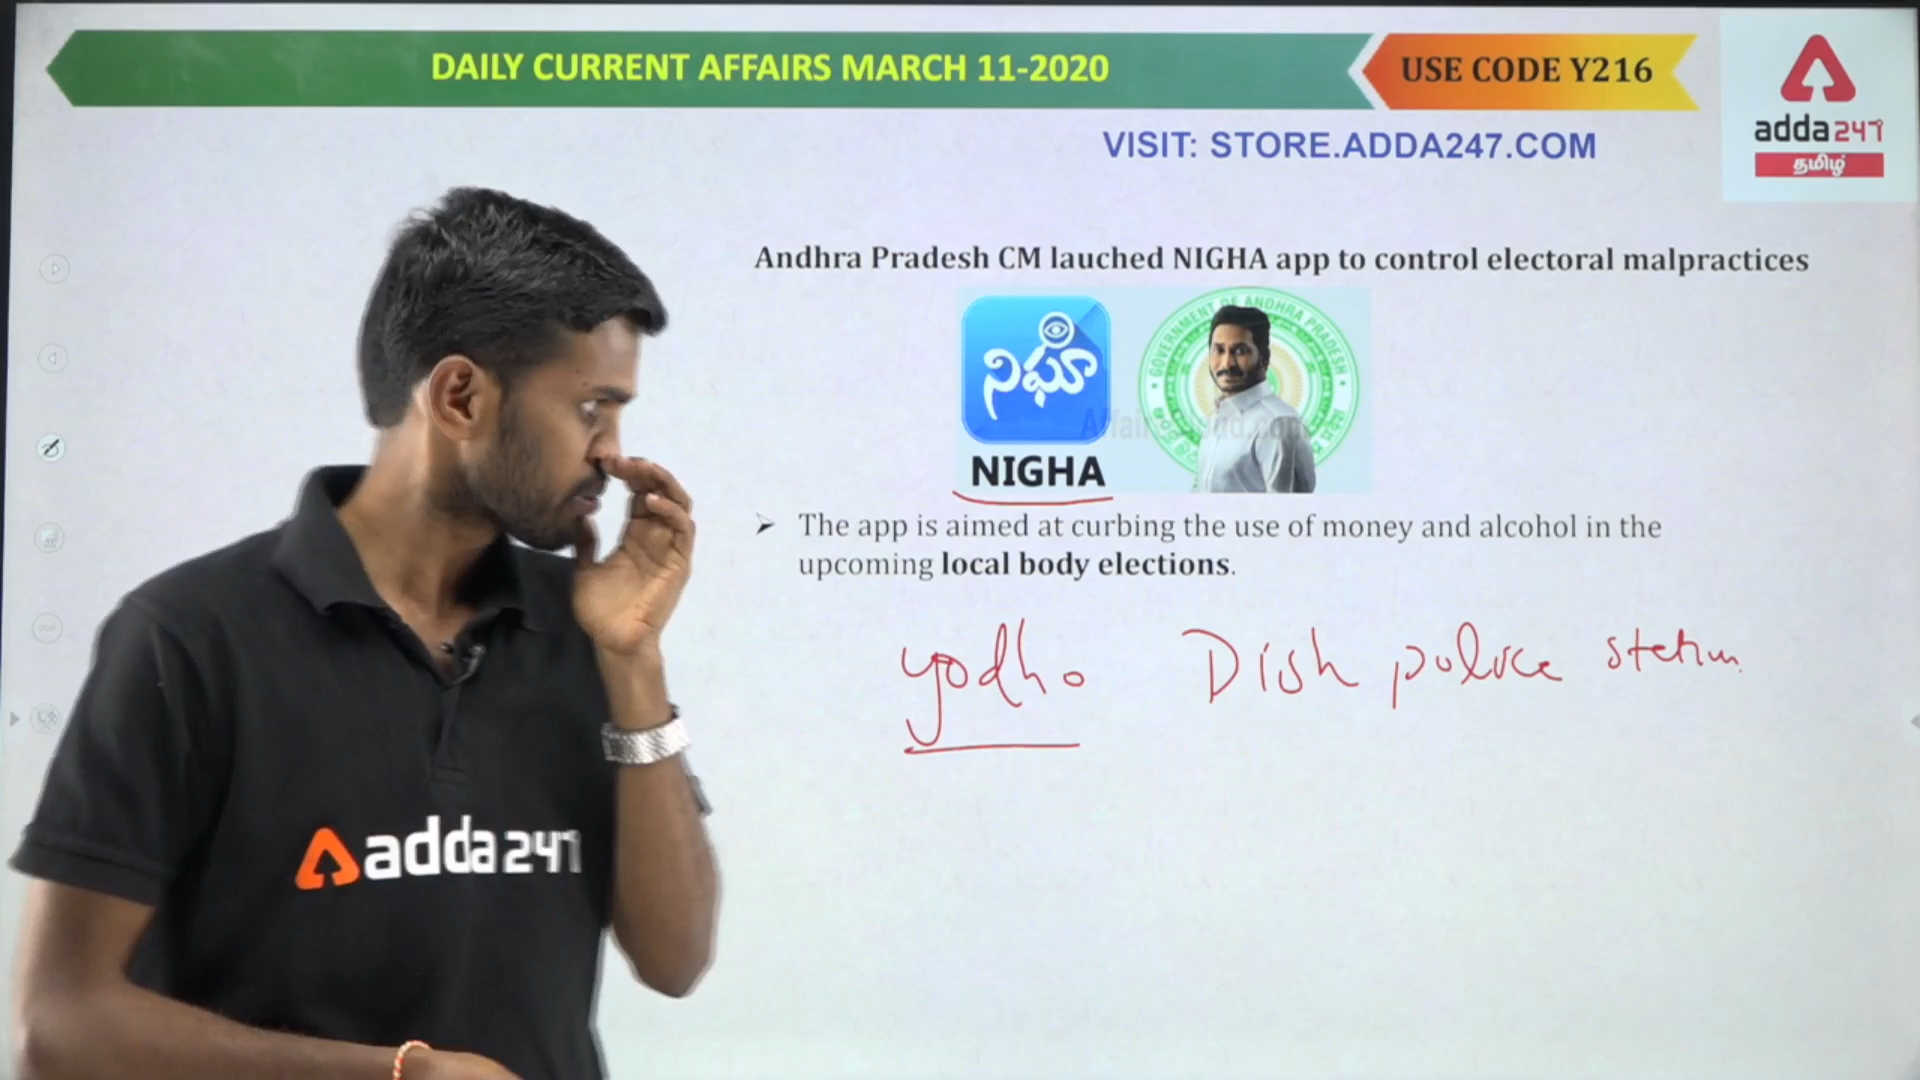 DAILY CURRENT AFFAIRS MARCH 11-2020
USE CODE Y216
adda247
தமிழ்
VISIT: STORE.ADDA247.COM
Andhra Pradesh CM lauched NIGHA app to control electoral malpractices
నిఘా
GOVERNMENT OF ANDHRA PRADESH
NIGHA
➤ The app is aimed at curbing the use of money and alcohol in the
upcoming local body elections.
yodho Dish police station
adda247